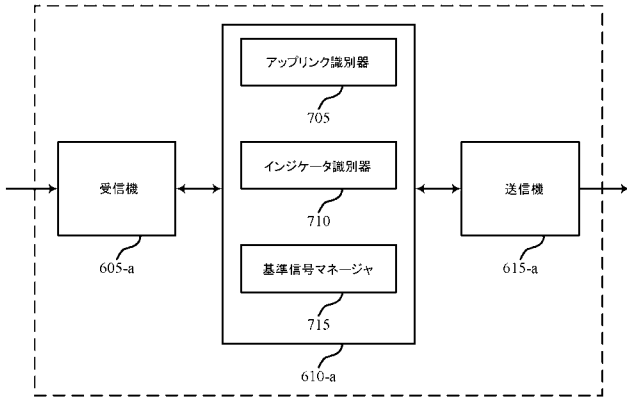 アップリンク識別器
705
受信機
605-a
インジケータ識別器
710
送信機
615-a
基準信号マネージャ
715
610-a